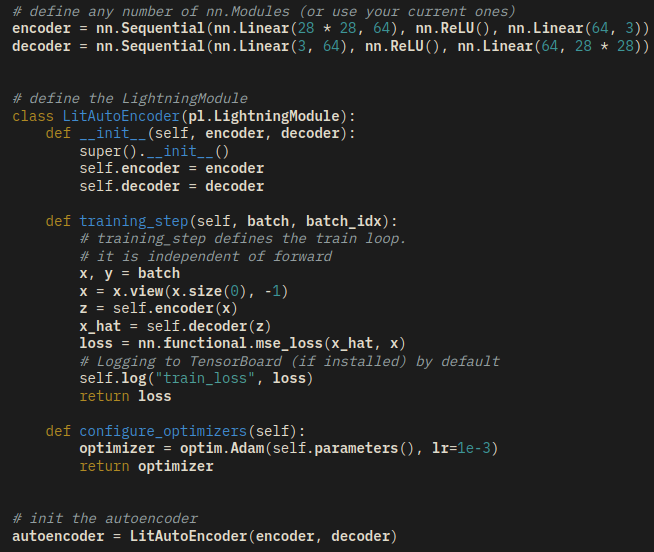 # define any number of nn.Modules (or use your current ones)
encoder = nn.Sequential(nn.Linear(28 * 28, 64), nn.ReLU(), nn.Linear(64, 3))
decoder = nn.Sequential(nn.Linear(3, 64), nn.ReLU(), nn.Linear(64, 28 * 28))


# define the LightningModule
class LitAutoEncoder(pl.LightningModule):
    def __init__(self, encoder, decoder):
        super().__init__()
        self.encoder = encoder
        self.decoder = decoder

    def training_step(self, batch, batch_idx):
        # training_step defines the train loop.
        # it is independent of forward
        x, y = batch
        x = x.view(x.size(0), -1)
        z = self.encoder(x)
        x_hat = self.decoder(z)
        loss = nn.functional.mse_loss(x_hat, x)
        # Logging to TensorBoard (if installed) by default
        self.log("train_loss", loss)
        return loss

    def configure_optimizers(self):
        optimizer = optim.Adam(self.parameters(), lr=1e-3)
        return optimizer


# init the autoencoder
autoencoder = LitAutoEncoder(encoder, decoder)